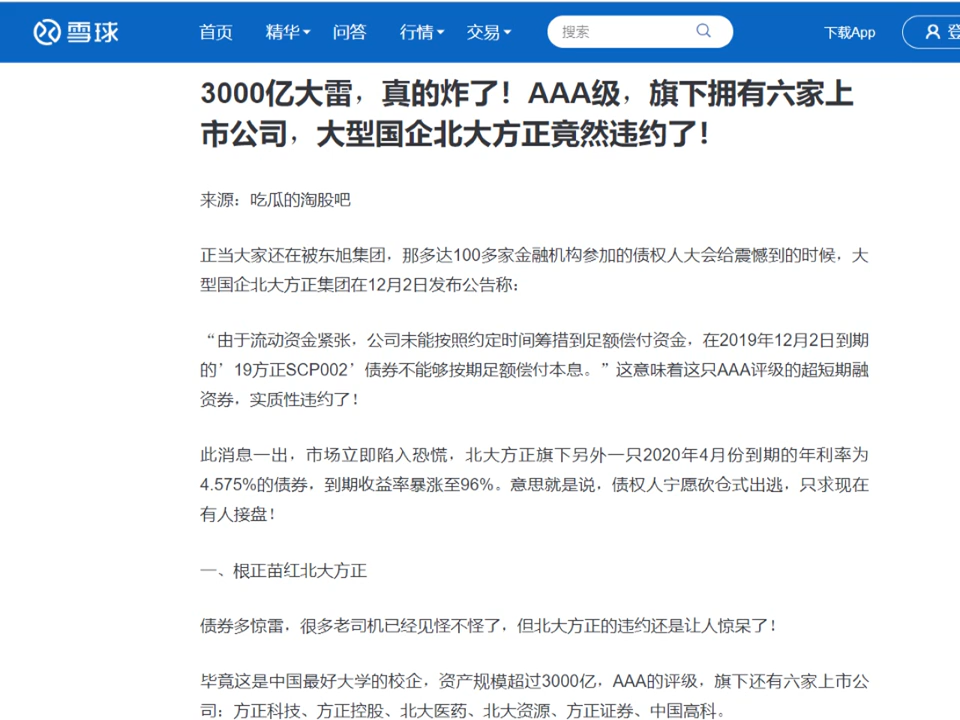 雪球
首页 精华 问答 行情 交易 搜索 下载App 登
3000亿大雷，真的炸了！AAA级，旗下拥有六家上
市公司，大型国企北大方正竟然违约了！
来源：吃瓜的淘股吧
正当大家还在被东旭集团，那多达100多家金融机构参加的债权人大会给震憾到的时候，大
型国企北大方正集团在12月2日发布公告称：
“由于流动资金紧张，公司未能按照约定时间筹措到足额偿付资金，在2019年12月2日到期
的’19方正SCP002’债券不能够按期足额偿付本息。”这意味着这只AAA评级的超短期融
资券，实质性违约了！
此消息一出，市场立即陷入恐慌，北大方正旗下另外一只2020年4月份到期的年利率为
4.575%的债券，到期收益率暴涨至96%。意思就是说，债权人宁愿砍仓式出逃，只求现在
有人接盘！
一、根正苗红北大方正
债券多惊雷，很多老司机已经见怪不怪了，但北大方正的违约还是让人惊呆了！
毕竟这是中国最好大学的校企，资产规模超过3000亿，AAA的评级，旗下还有六家上市公
司：方正科技、方正控股、北大医药、北大资源、方正证券、中国高科。